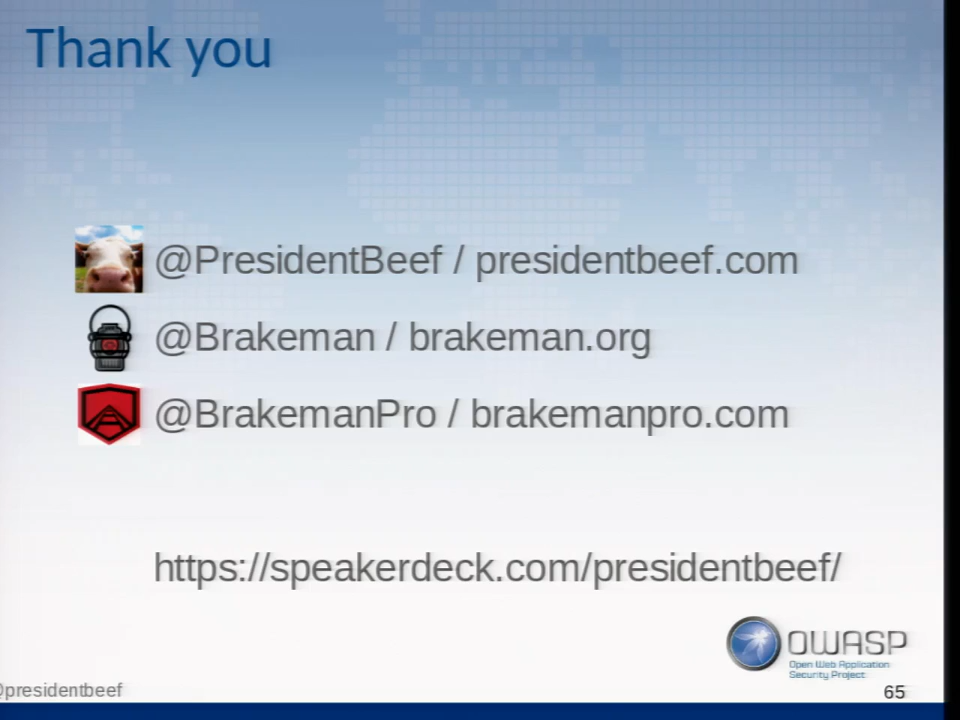 Thank you
@PresidentBeef / presidentbeef.com
@Brakeman / brakeman.org
@BrakemanPro / brakemanpro.com
https://speakerdeck.com/presidentbeef/
OWASP
Open Web Application
Security Project
@presidentbeef
65